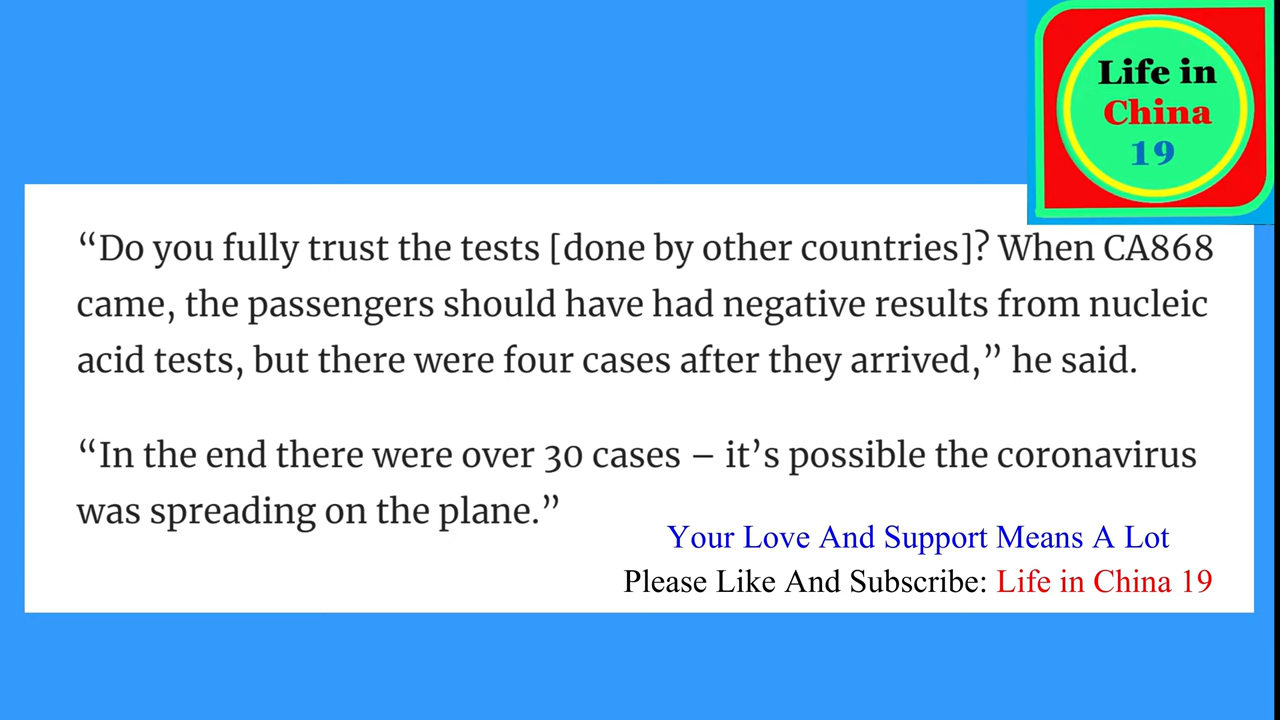 Life in
China
19
“Do you fully trust the tests [done by other countries]? When CA868
came, the passengers should have had negative results from nucleic
acid tests, but there were four cases after they arrived,” he said.
“In the end there were over 30 cases – it’s possible the coronavirus
was spreading on the plane.”
Your Love And Support Means A Lot
Please Like And Subscribe: Life in China 19